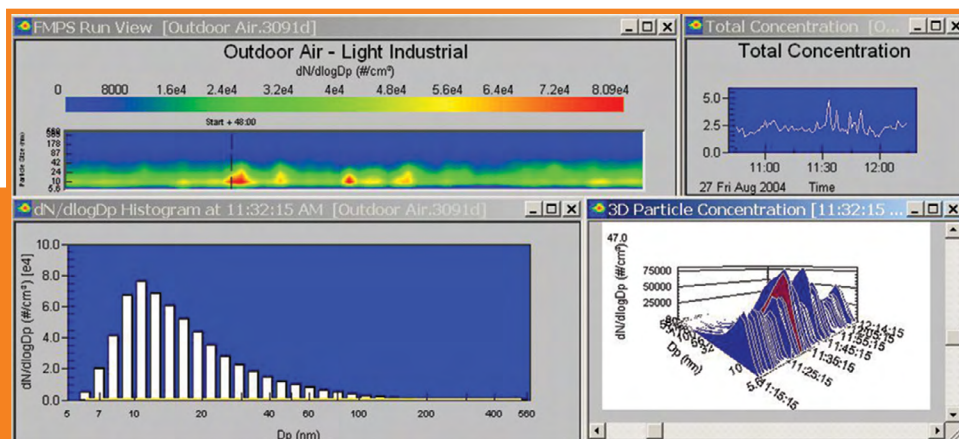 FMPS Run View [Outdoor Air.3091d]
Outdoor Air - Light Industrial
dN/dlogDp (#/cm³)
0 8000 1.6e4 2.4e4 3.2e4 4e4 4.8e4 5.6e4 6.4e4 7.2e4 8.09e4
Start + 48:00
Particle Size (nm)
178
87
42
24
10
5.6
Total Concentration [O...
Total Concentration
5.0
2.5
0.0
11:00 11:30 12:00
27 Fri Aug 2004 Time
dN/dlogDp Histogram at 11:32:15 AM [Outdoor Air.3091d]
dN/dlogDp (#/cm³) [e4]
10.0
8.0
6.0
4.0
2.0
0.0
5 7 10 20 40 60 100 200 400 560
Dp (nm)
3D Particle Concentration [11:32:15 ...
47.0
dN/dlogDp (#/cm³)
75000
50000
25000
Dp (nm)
10
5.6
11:15:15
11:25:15
11:35:15
11:45:15
11:55:15
12:14:15